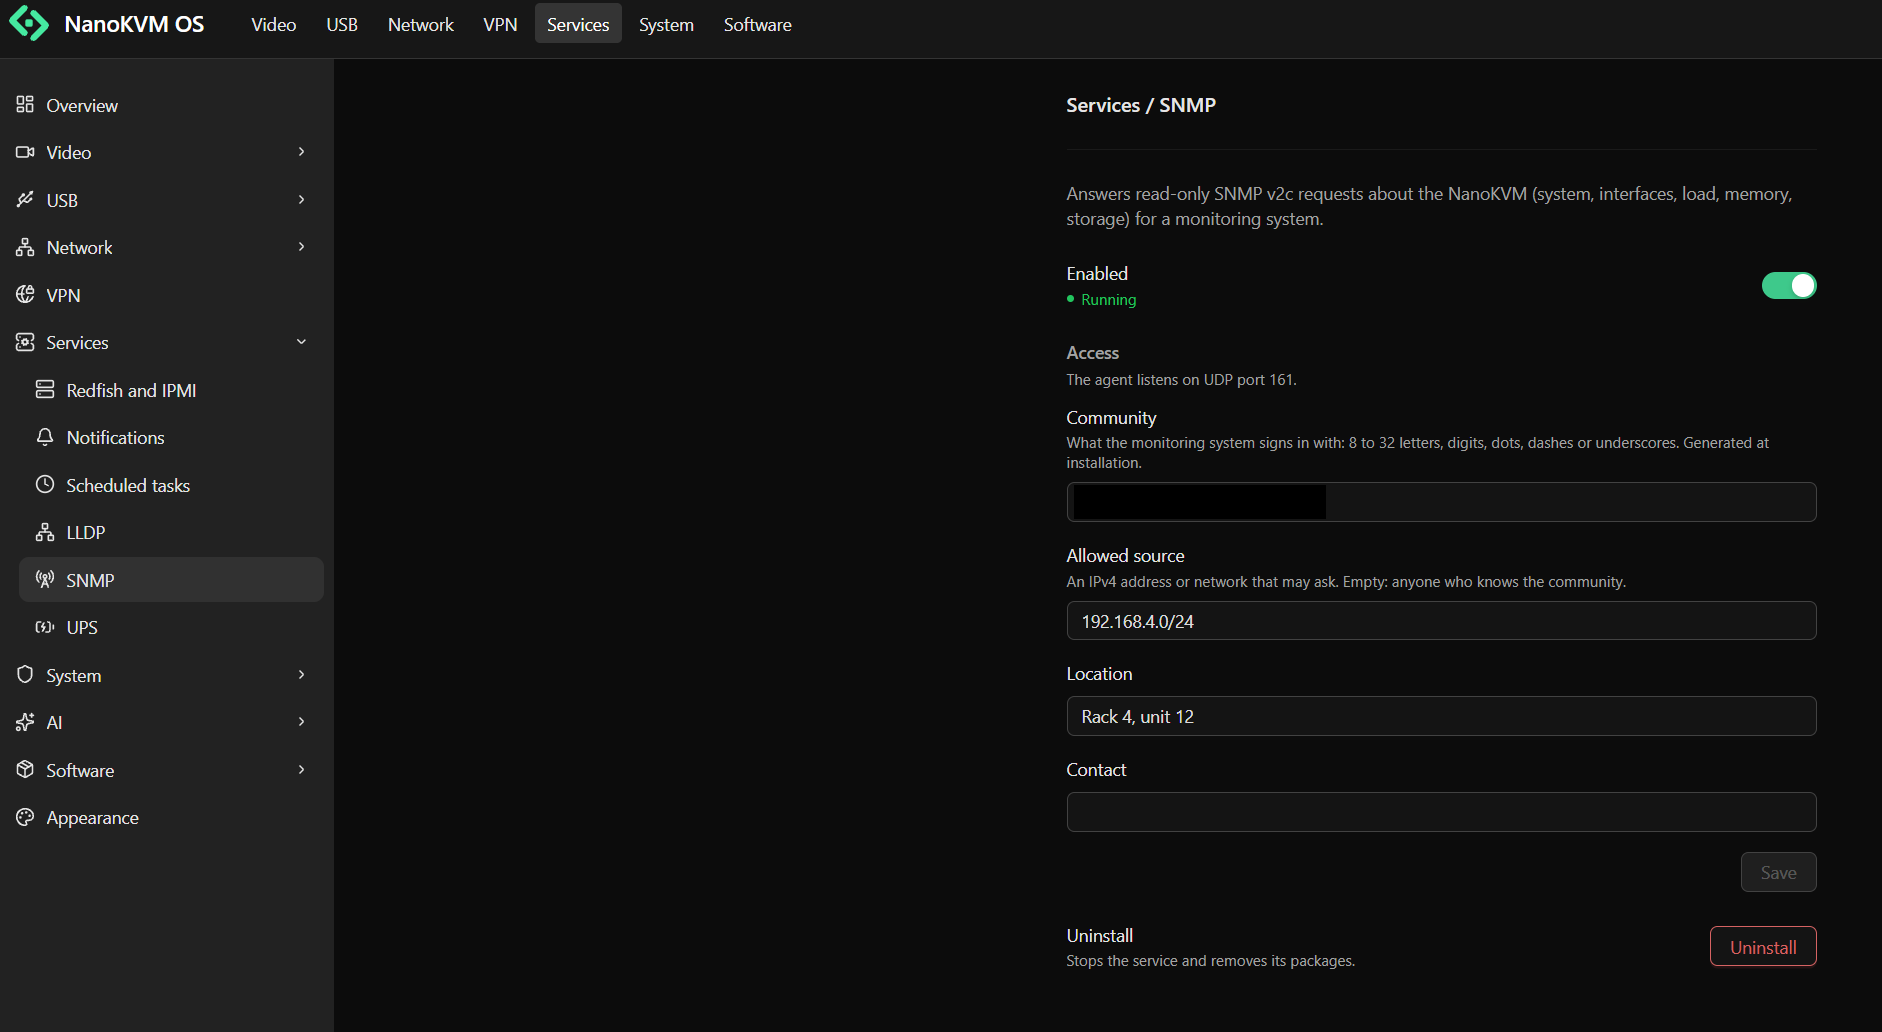 NanoKVM OS
Video
USB
Network
VPN
Services
System
Software
Overview
Video
USB
Network
VPN
Services
Redfish and IPMI
Notifications
Scheduled tasks
LLDP
SNMP
UPS
System
AI
Software
Appearance
Services / SNMP
Answers read-only SNMP v2c requests about the NanoKVM (system, interfaces, load, memory,
storage) for a monitoring system.
Enabled
Running
Access
The agent listens on UDP port 161.
Community
What the monitoring system signs in with: 8 to 32 letters, digits, dots, dashes or underscores. Generated at
installation.
Allowed source
An IPv4 address or network that may ask. Empty: anyone who knows the community.
192.168.4.0/24
Location
Rack 4, unit 12
Contact
Save
Uninstall
Stops the service and removes its packages.
Uninstall